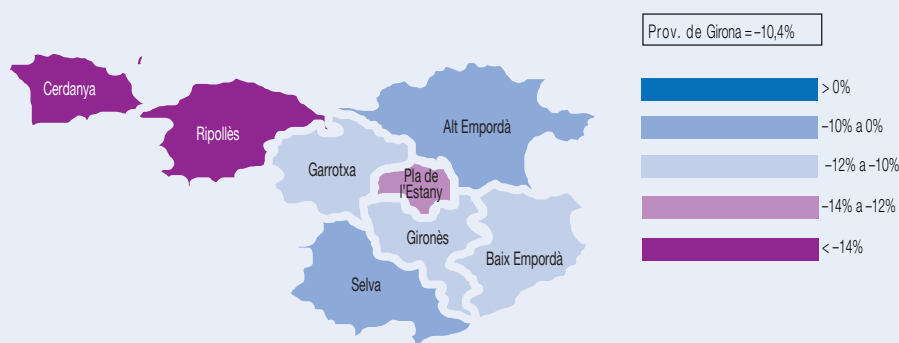 Prov. de Girona = –10,4%
> 0%
–10% a 0%
–12% a –10%
–14% a –12%
< –14%
Cerdanya
Ripollès
Alt Empordà
Garrotxa
Pla de
l'Estany
Gironès
Baix Empordà
Selva